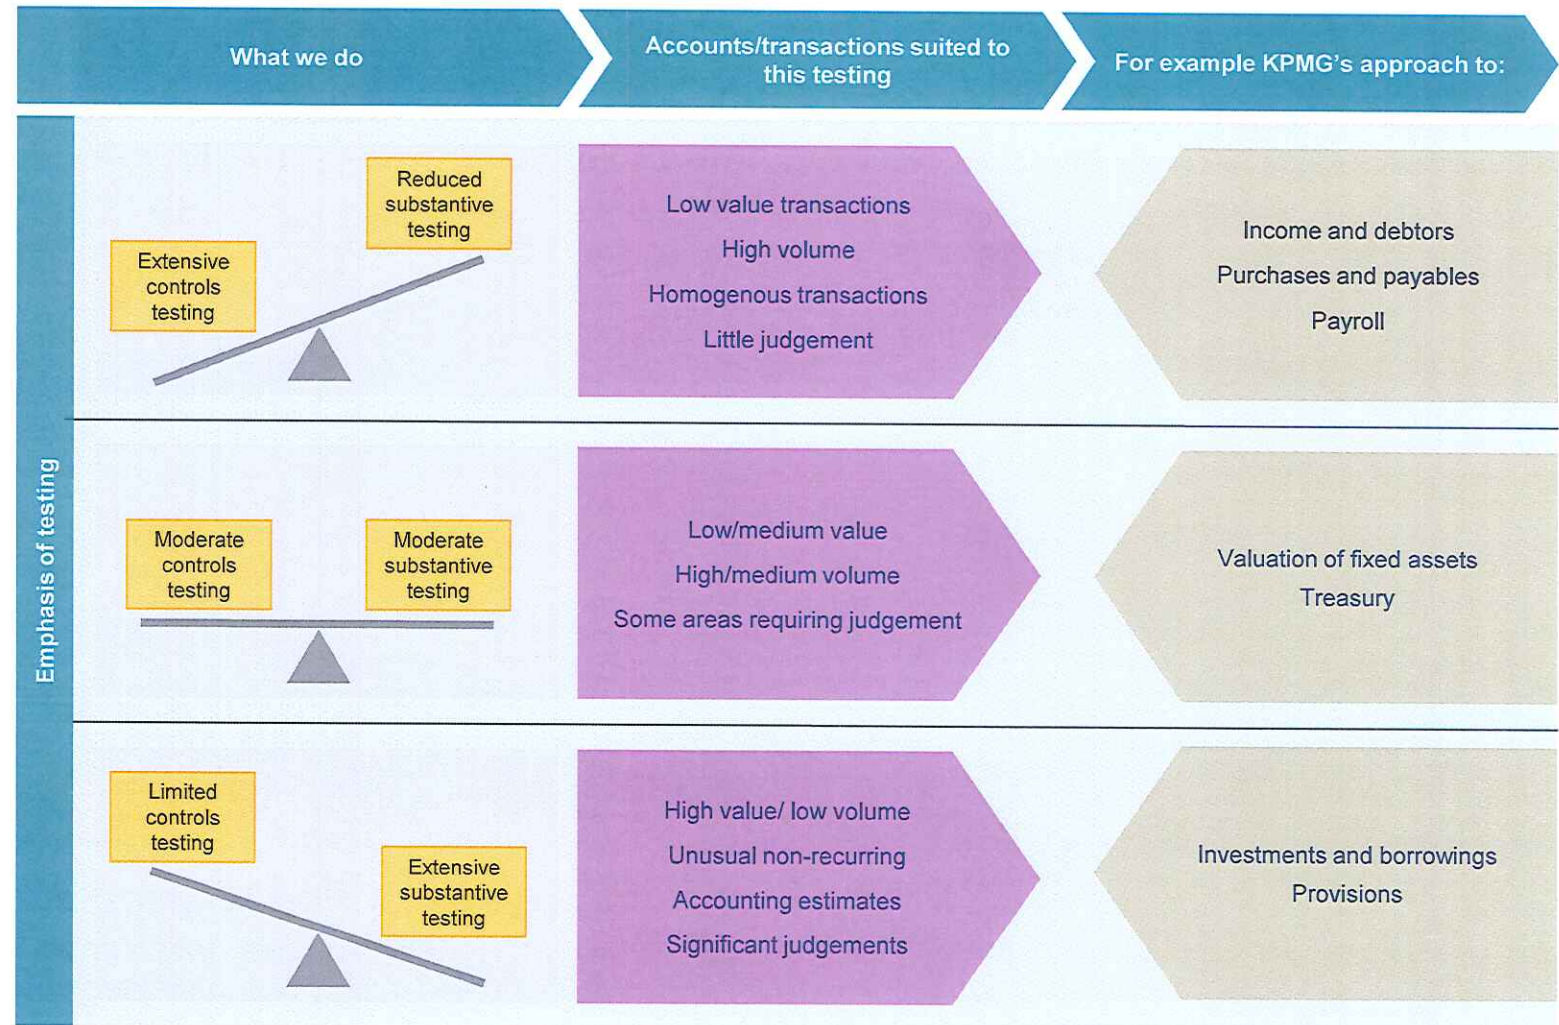 What we do
Accounts/transactions suited to
this testing
For example KPMG's approach to:
Emphasis of testing
Extensive
controls
testing
Reduced
substantive
testing
Low value transactions
High volume
Homogenous transactions
Little judgement
Income and debtors
Purchases and payables
Payroll
Moderate
controls
testing
Moderate
substantive
testing
Low/medium value
High/medium volume
Some areas requiring judgement
Valuation of fixed assets
Treasury
Limited
controls
testing
Extensive
substantive
testing
High value/ low volume
Unusual non-recurring
Accounting estimates
Significant judgements
Investments and borrowings
Provisions